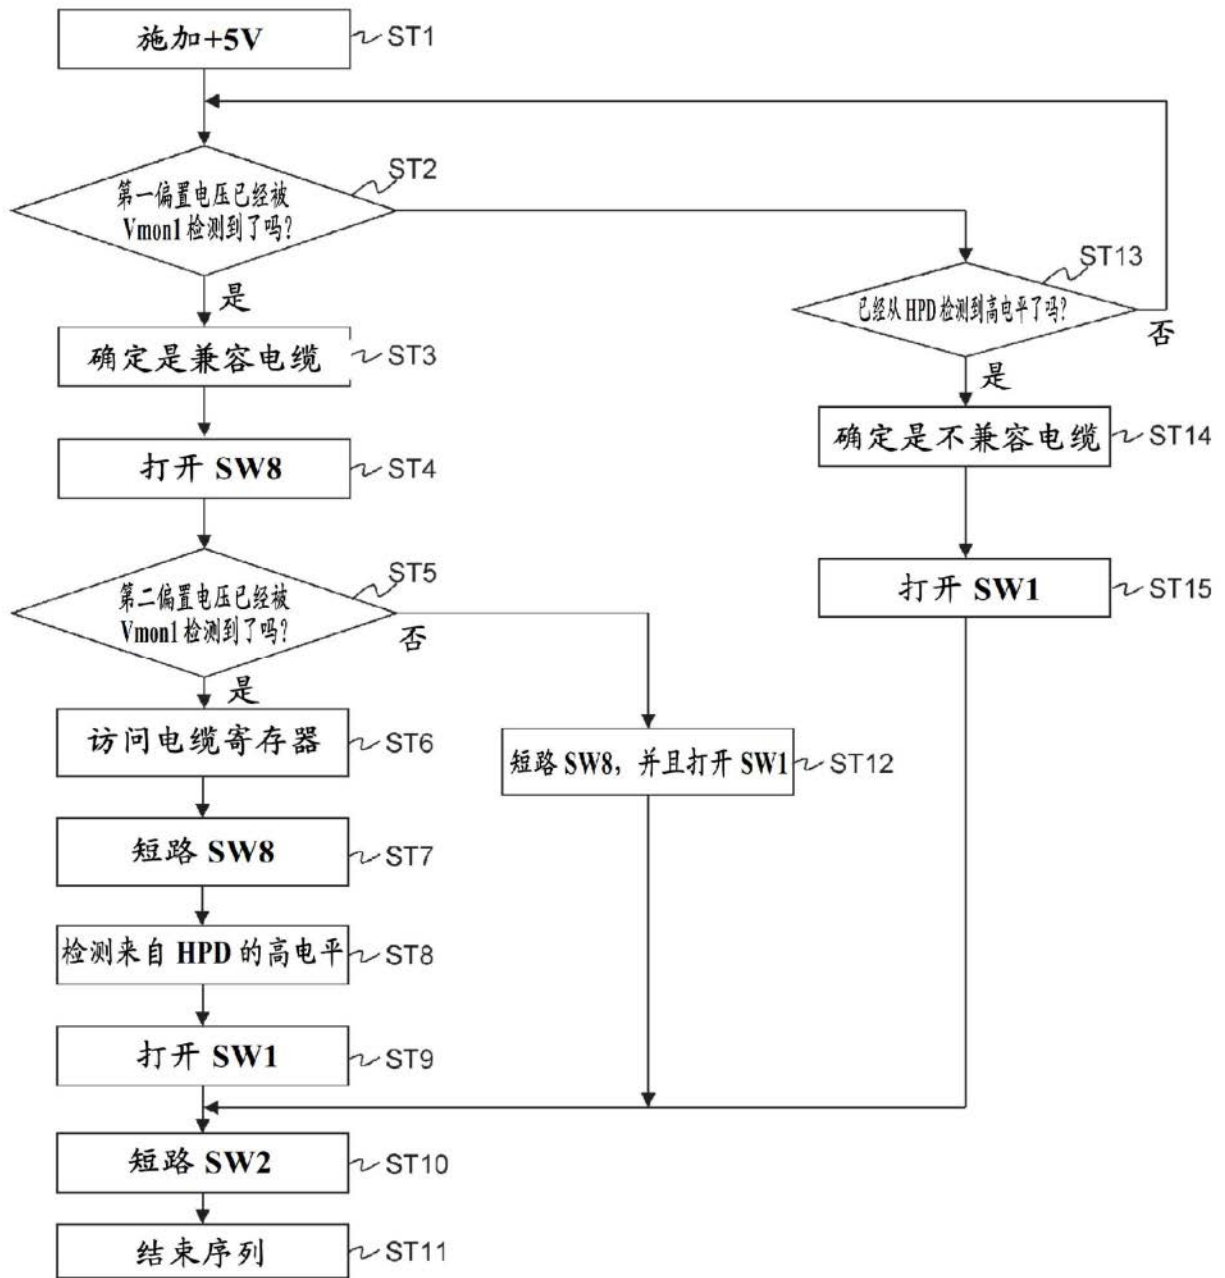 施加+5V
ST1
第一偏置电压已经被
Vmon1检测到了吗?
ST2
是
已经从HPD检测到高电平了吗?
ST13
否
是
确定是兼容电缆
ST3
确定是不兼容电缆
ST14
打开 SW8
ST4
打开 SW1
ST15
第二偏置电压已经被
Vmon1检测到了吗?
ST5
否
是
访问电缆寄存器
ST6
短路 SW8，并且打开 SW1
ST12
短路 SW8
ST7
检测来自 HPD 的高电平
ST8
打开 SW1
ST9
短路 SW2
ST10
结束序列
ST11